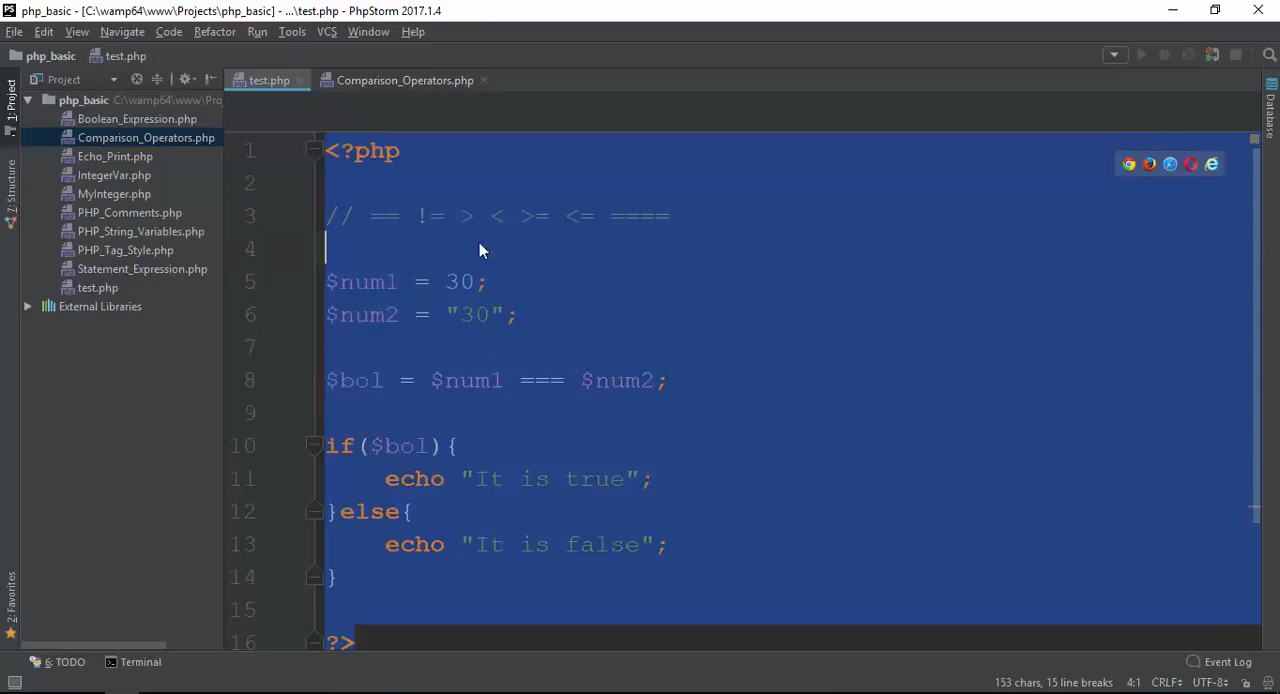 PS php_basic - [C:\wamp64\www\Projects\php_basic] - ...\test.php - PhpStorm 2017.1.4
File Edit View Navigate Code Refactor Run Tools VCS Window Help
php_basic test.php
1: Project
Z: Structure
2: Favorites
Project
php_basic C:\wamp64\www\Pro
Boolean_Expression.php
Comparison_Operators.php
Echo_Print.php
IntegerVar.php
MyInteger.php
PHP_Comments.php
PHP_String_Variables.php
PHP_Tag_Style.php
Statement_Expression.php
test.php
External Libraries
test.php Comparison_Operators.php
1 <?php
2
3 // == != > < >= <= ====
4
5 $num1 = 30;
6 $num2 = "30";
7
8 $bol = $num1 === $num2;
9
10 if($bol){
11 echo "It is true";
12 }else{
13 echo "It is false";
14 }
15
16 ?>
Database
6: TODO Terminal Event Log
153 chars, 15 line breaks 4:1 CRLF UTF-8